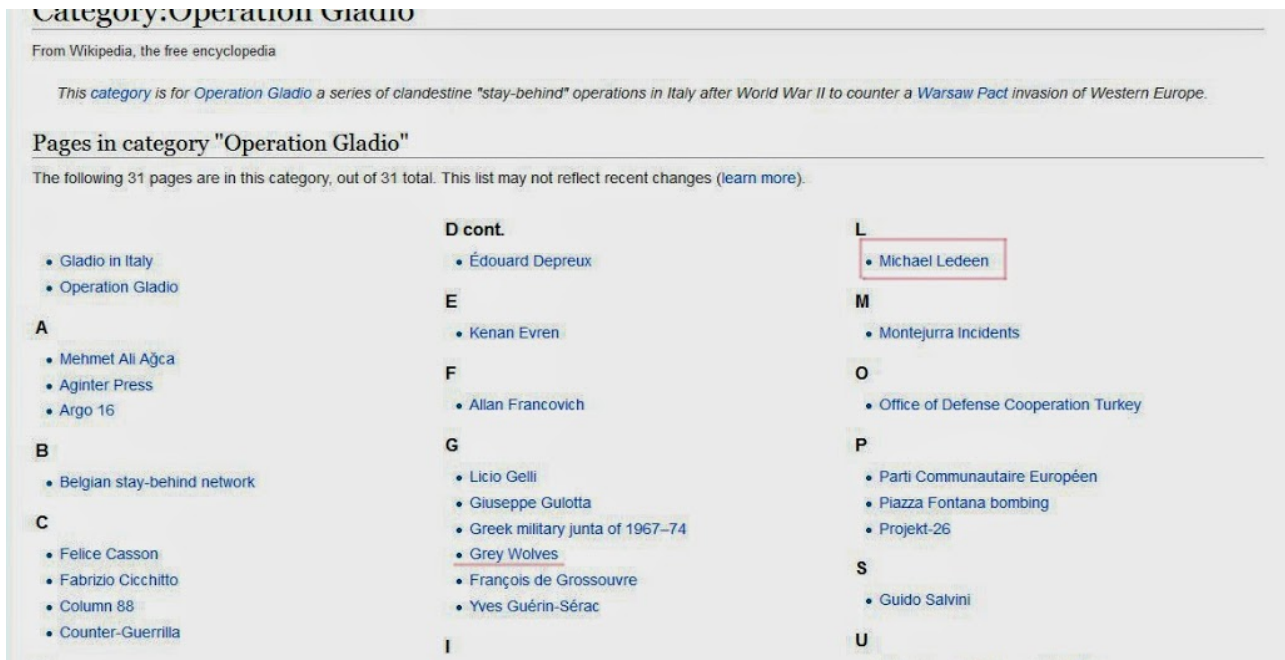 Category:Operation Gladio
From Wikipedia, the free encyclopedia
This category is for Operation Gladio a series of clandestine "stay-behind" operations in Italy after World War II to counter a Warsaw Pact invasion of Western Europe.
Pages in category "Operation Gladio"
The following 31 pages are in this category, out of 31 total. This list may not reflect recent changes (learn more).
• Gladio in Italy
• Operation Gladio
A
• Mehmet Ali Ağca
• Aginter Press
• Argo 16
B
• Belgian stay-behind network
C
• Felice Casson
• Fabrizio Cicchitto
• Column 88
• Counter-Guerrilla
D cont.
• Édouard Depreux
E
• Kenan Evren
F
• Allan Francovich
G
• Licio Gelli
• Giuseppe Gulotta
• Greek military junta of 1967–74
• Grey Wolves
• François de Grossouvre
• Yves Guérin-Sérac
I
L
• Michael Ledeen
M
• Montejurra Incidents
O
• Office of Defense Cooperation Turkey
P
• Parti Communautaire Européen
• Piazza Fontana bombing
• Projekt-26
S
• Guido Salvini
U